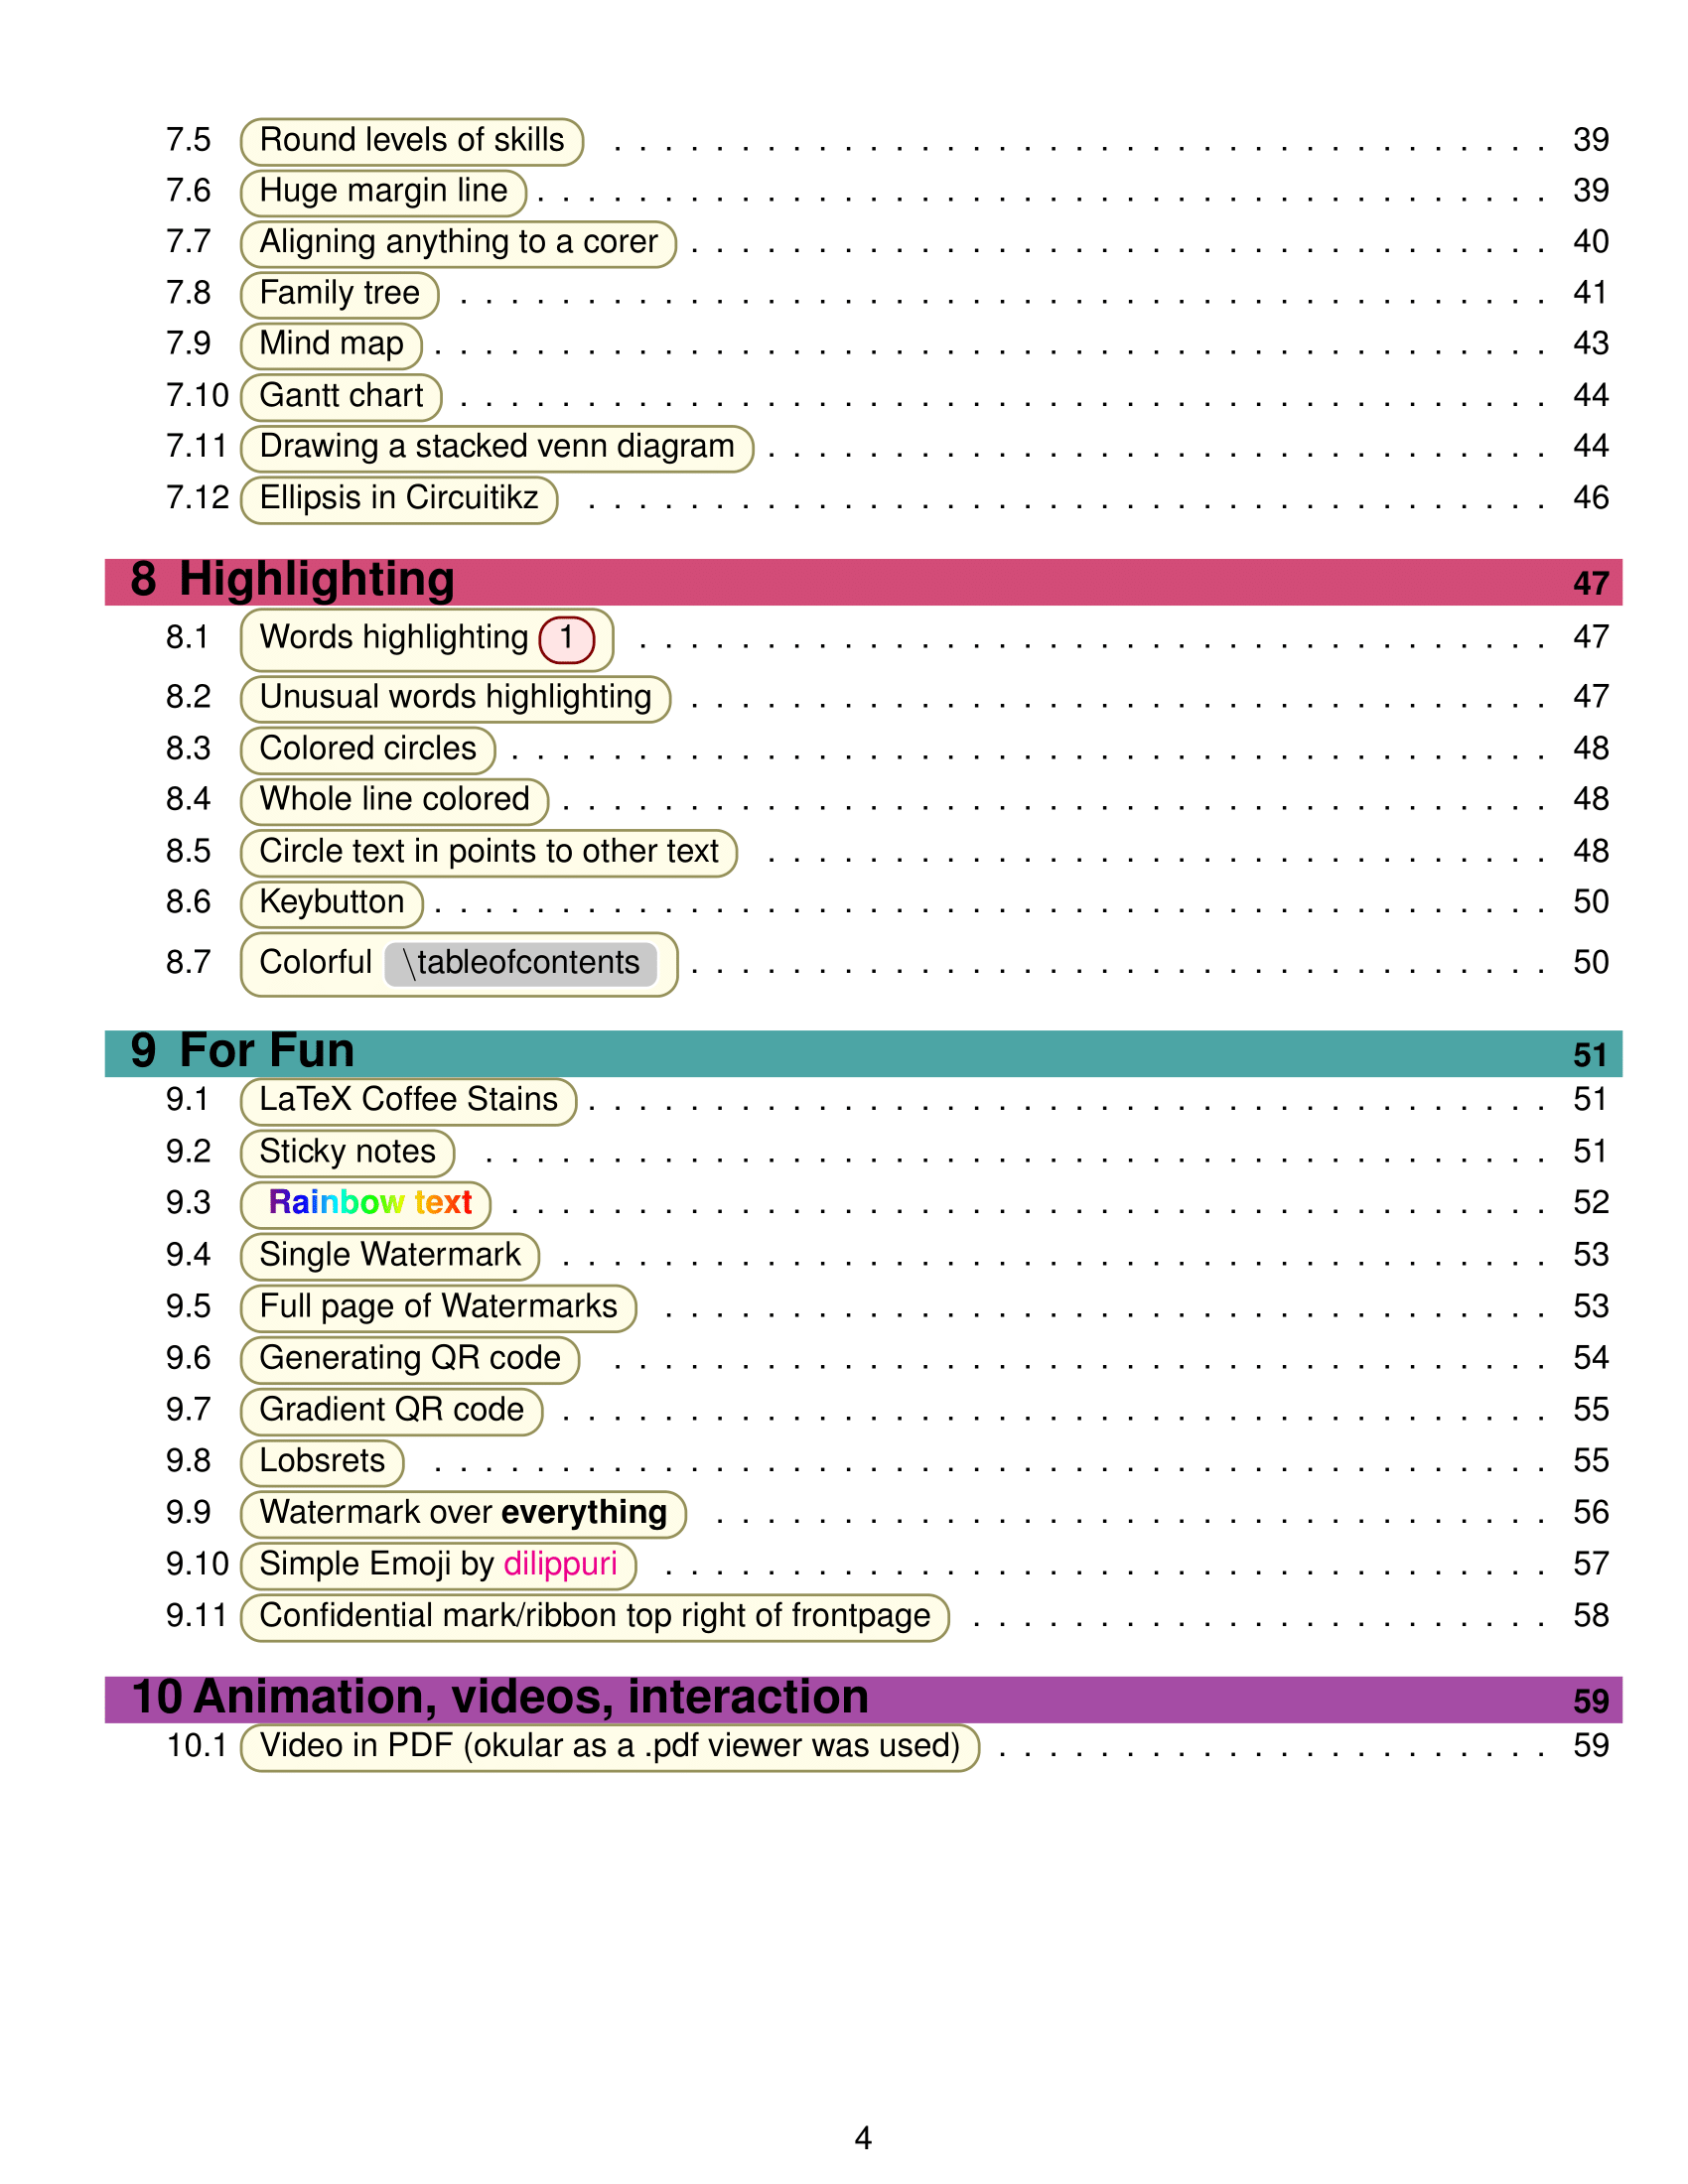 7.5 Round levels of skills . . . . . . . . . . . . . . . . . . . . . . . . . . . . . . . . . . . . . 39
7.6 Huge margin line . . . . . . . . . . . . . . . . . . . . . . . . . . . . . . . . . . . . . . . . 39
7.7 Aligning anything to a corer . . . . . . . . . . . . . . . . . . . . . . . . . . . . . . . . . . 40
7.8 Family tree . . . . . . . . . . . . . . . . . . . . . . . . . . . . . . . . . . . . . . . . . . . 41
7.9 Mind map . . . . . . . . . . . . . . . . . . . . . . . . . . . . . . . . . . . . . . . . . . . . 43
7.10 Gantt chart . . . . . . . . . . . . . . . . . . . . . . . . . . . . . . . . . . . . . . . . . . . 44
7.11 Drawing a stacked venn diagram . . . . . . . . . . . . . . . . . . . . . . . . . . . . . . . 44
7.12 Ellipsis in Circuitikz . . . . . . . . . . . . . . . . . . . . . . . . . . . . . . . . . . . . . . 46
8 Highlighting 47
8.1 Words highlighting 1 . . . . . . . . . . . . . . . . . . . . . . . . . . . . . . . . . . . . 47
8.2 Unusual words highlighting . . . . . . . . . . . . . . . . . . . . . . . . . . . . . . . . . . 47
8.3 Colored circles . . . . . . . . . . . . . . . . . . . . . . . . . . . . . . . . . . . . . . . . . 48
8.4 Whole line colored . . . . . . . . . . . . . . . . . . . . . . . . . . . . . . . . . . . . . . . 48
8.5 Circle text in points to other text . . . . . . . . . . . . . . . . . . . . . . . . . . . . . . . 48
8.6 Keybutton . . . . . . . . . . . . . . . . . . . . . . . . . . . . . . . . . . . . . . . . . . . . 50
8.7 Colorful \tableofcontents . . . . . . . . . . . . . . . . . . . . . . . . . . . . . . . . . . 50
9 For Fun 51
9.1 LaTeX Coffee Stains . . . . . . . . . . . . . . . . . . . . . . . . . . . . . . . . . . . . . . 51
9.2 Sticky notes . . . . . . . . . . . . . . . . . . . . . . . . . . . . . . . . . . . . . . . . . . 51
9.3 Rainbow text . . . . . . . . . . . . . . . . . . . . . . . . . . . . . . . . . . . . . . . . . 52
9.4 Single Watermark . . . . . . . . . . . . . . . . . . . . . . . . . . . . . . . . . . . . . . . 53
9.5 Full page of Watermarks . . . . . . . . . . . . . . . . . . . . . . . . . . . . . . . . . . . 53
9.6 Generating QR code . . . . . . . . . . . . . . . . . . . . . . . . . . . . . . . . . . . . . 54
9.7 Gradient QR code . . . . . . . . . . . . . . . . . . . . . . . . . . . . . . . . . . . . . . . 55
9.8 Lobsrets . . . . . . . . . . . . . . . . . . . . . . . . . . . . . . . . . . . . . . . . . . . . 55
9.9 Watermark over everything . . . . . . . . . . . . . . . . . . . . . . . . . . . . . . . . . 56
9.10 Simple Emoji by dilippuri . . . . . . . . . . . . . . . . . . . . . . . . . . . . . . . . . . . 57
9.11 Confidential mark/ribbon top right of frontpage . . . . . . . . . . . . . . . . . . . . . . . 58
10 Animation, videos, interaction 59
10.1 Video in PDF (okular as a .pdf viewer was used) . . . . . . . . . . . . . . . . . . . . . . 59
4